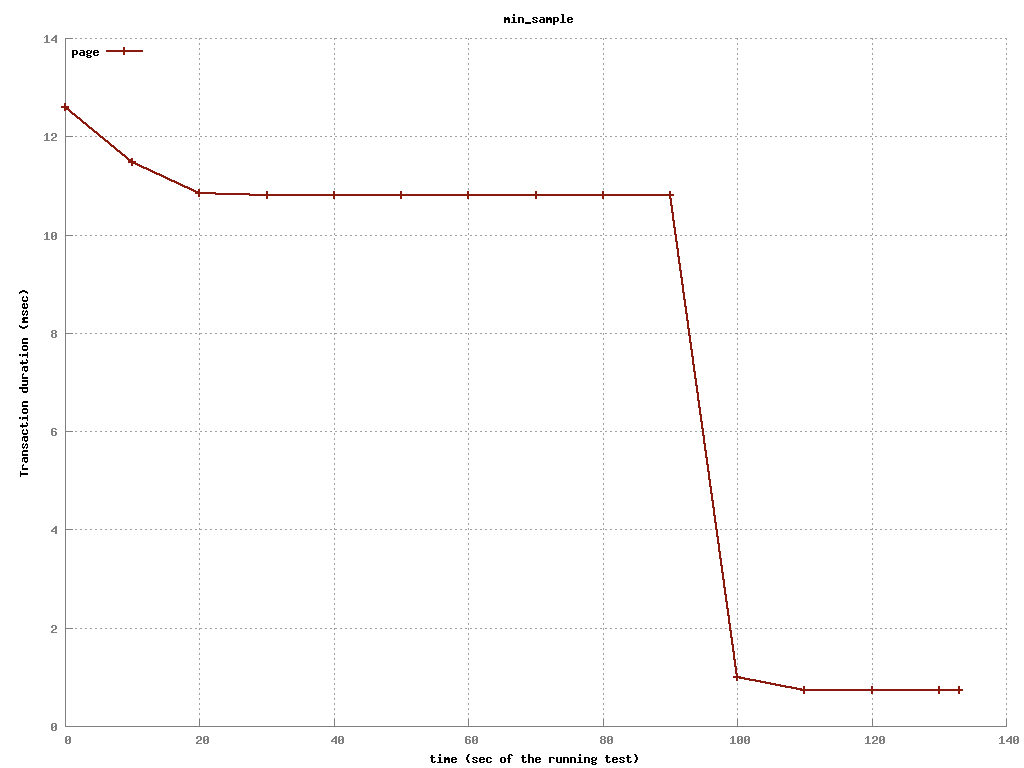 min_sample
14
page
12
10
8
6
4
2
0
Transaction duration (msec)
0 20 40 60 80 100 120 140
time (sec of the running test)